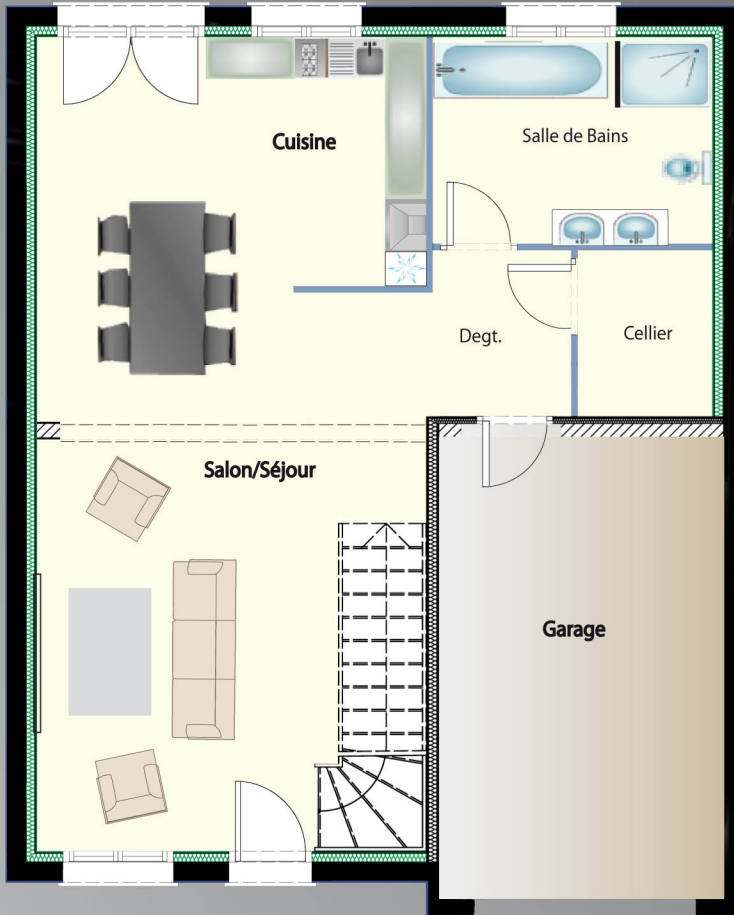 Cuisine
Salle de Bains
Degt.
Cellier
Salon/Séjour
Garage